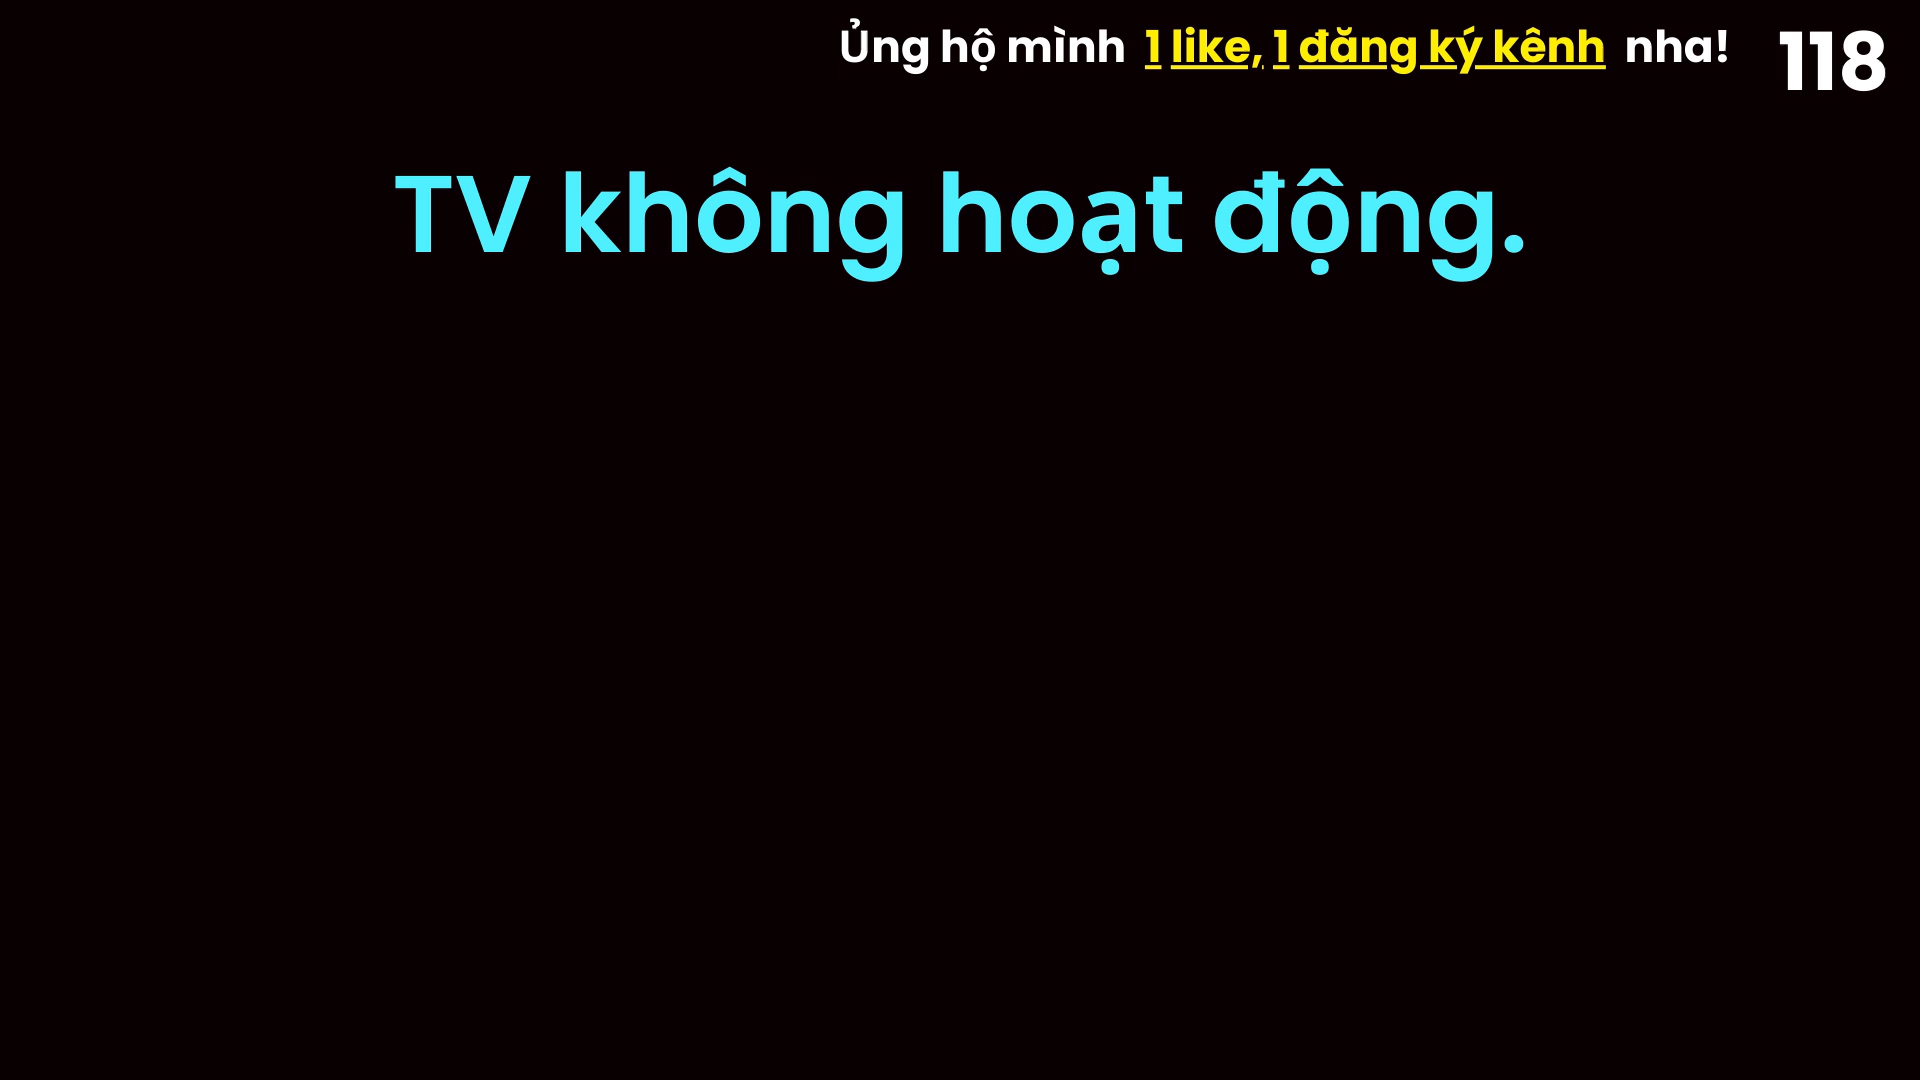 Ủng hộ mình 1 like, 1 đăng ký kênh nha! 118
TV không hoạt động.